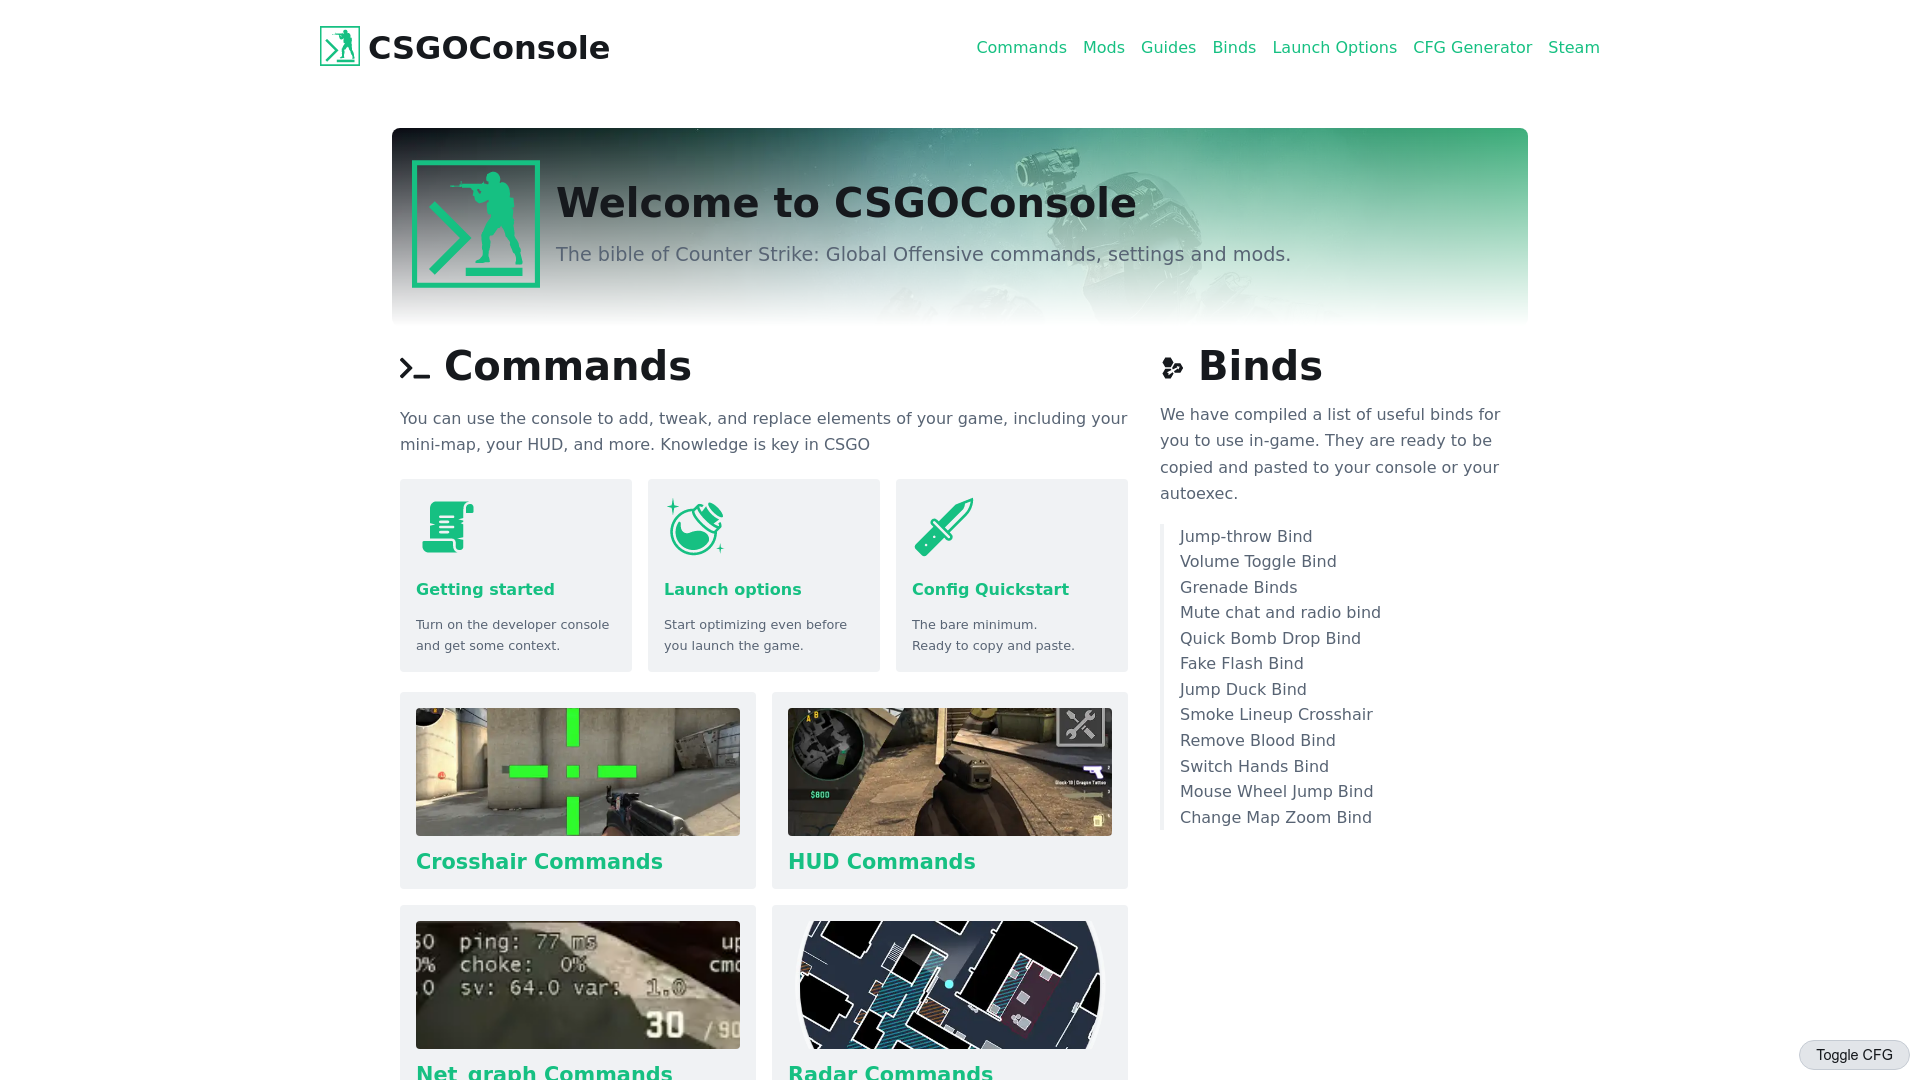 CSGOConsole
Commands Mods Guides Binds Launch Options CFG Generator Steam
Welcome to CSGOConsole
The bible of Counter Strike: Global Offensive commands, settings and mods.
Commands
You can use the console to add, tweak, and replace elements of your game, including your
mini-map, your HUD, and more. Knowledge is key in CSGO
Getting started
Turn on the developer console
and get some context.
Launch options
Start optimizing even before
you launch the game.
Config Quickstart
The bare minimum.
Ready to copy and paste.
Crosshair Commands
A B
$800
Glock-18 | Dragon Tattoo
HUD Commands
50 ping: 77 ms up
0% choke: 0% cmd
.0 sv: 64.0 var: 1.0
30 / 90
Net_graph Commands
Radar Commands
Binds
We have compiled a list of useful binds for
you to use in-game. They are ready to be
copied and pasted to your console or your
autoexec.
Jump-throw Bind
Volume Toggle Bind
Grenade Binds
Mute chat and radio bind
Quick Bomb Drop Bind
Fake Flash Bind
Jump Duck Bind
Smoke Lineup Crosshair
Remove Blood Bind
Switch Hands Bind
Mouse Wheel Jump Bind
Change Map Zoom Bind
Toggle CFG